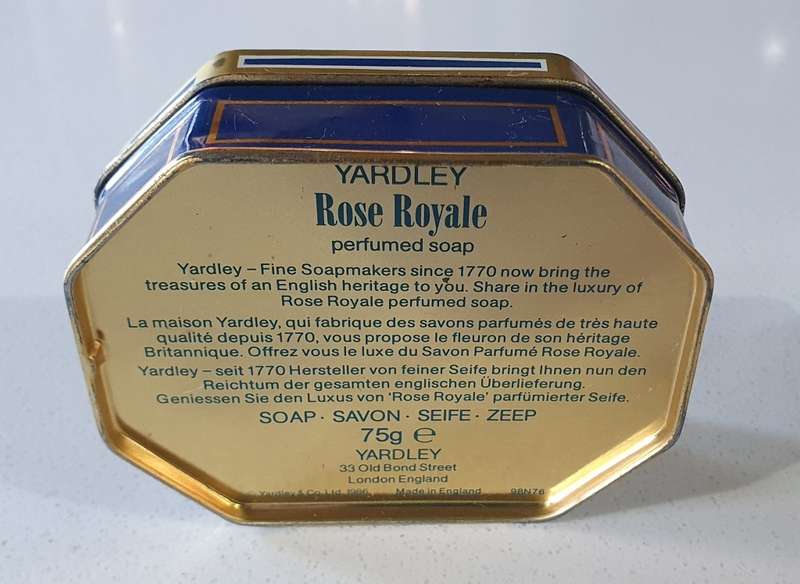 YARDLEY
Rose Royale
perfumed soap
Yardley – Fine Soapmakers since 1770 now bring the
treasures of an English heritage to you. Share in the luxury of
Rose Royale perfumed soap.
La maison Yardley, qui fabrique des savons parfumés de très haute
qualité depuis 1770, vous propose le fleuron de son héritage
Britannique. Offrez vous le luxe du Savon Parfumé Rose Royale.
Yardley – seit 1770 Hersteller von feiner Seife bringt Ihnen nun den
Reichtum der gesamten englischen Überlieferung.
Geniessen Sie den Luxus von 'Rose Royale' parfümierter Seife.
SOAP · SAVON · SEIFE · ZEEP
75g ℮
YARDLEY
33 Old Bond Street
London England
© Yardley & Co. Ltd. 1986 Made in England 98N76